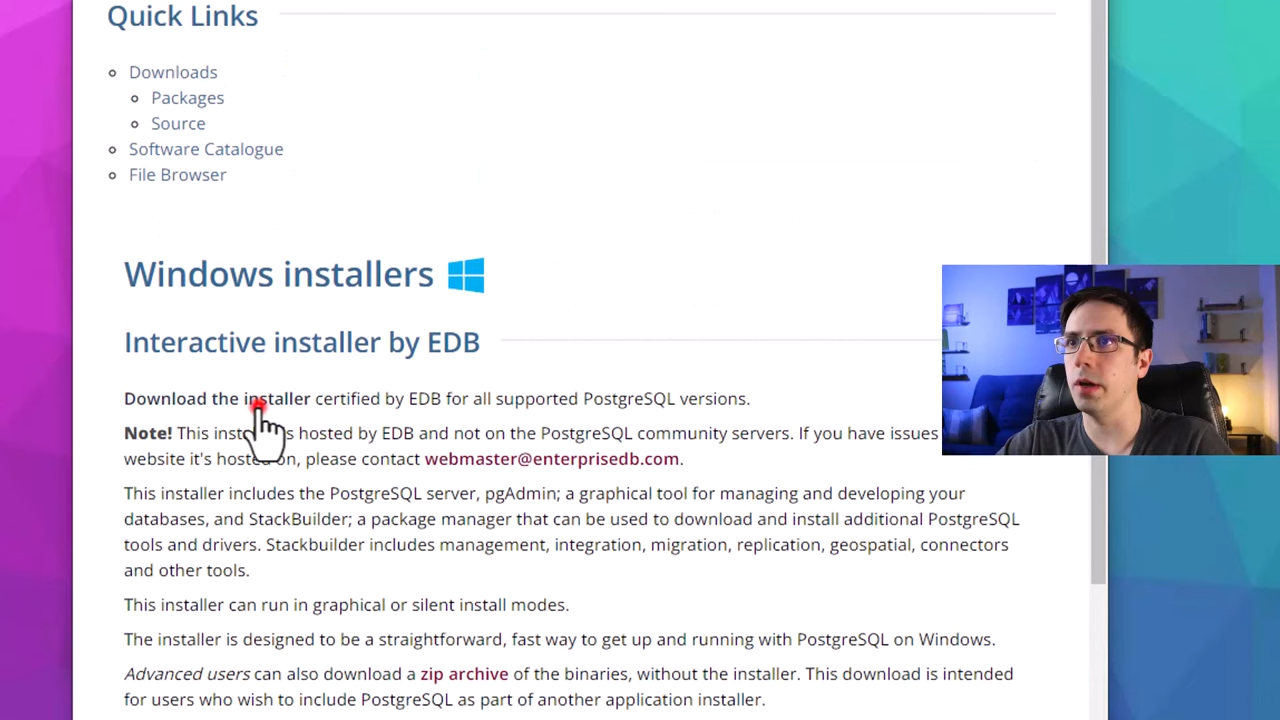 Quick Links
Downloads
Packages
Source
Software Catalogue
File Browser
Windows installers
Interactive installer by EDB
Download the installer certified by EDB for all supported PostgreSQL versions.
Note! This hosted by EDB and not on the PostgreSQL community servers. If you have issues
website it's hosted on, please contact webmaster@enterprisedb.com.
This installer includes the PostgreSQL server, pgAdmin; a graphical tool for managing and developing your
databases, and StackBuilder; a package manager that can be used to download and install additional PostgreSQL
tools and drivers. Stackbuilder includes management, integration, migration, replication, geospatial, connectors
and other tools.
This installer can run in graphical or silent install modes.
The installer is designed to be a straightforward, fast way to get up and running with PostgreSQL on Windows.
Advanced users can also download a zip archive of the binaries, without the installer. This download is intended
for users who wish to include PostgreSQL as part of another application installer.